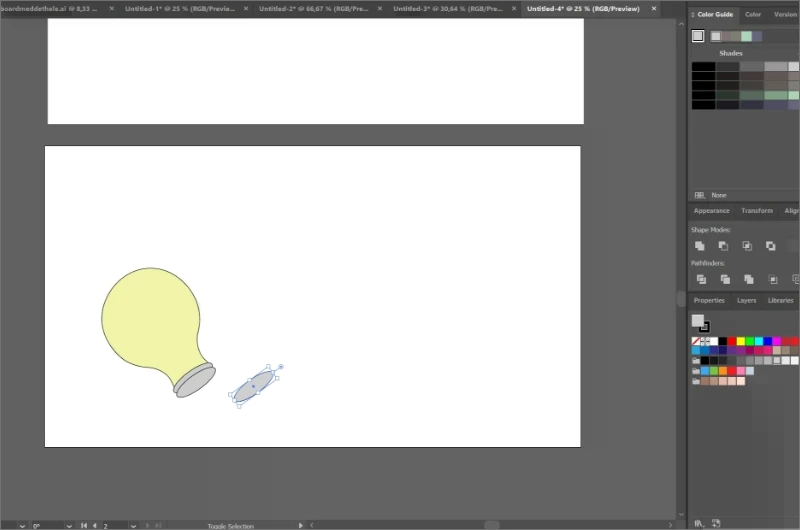 boardmeddethele.ai @ 8,33 ... ×
Untitled-1* @ 25 % (RGB/Previe... ×
Untitled-2* @ 66,67 % (RGB/Pre... ×
Untitled-3* @ 30,64 % (RGB/Pre... ×
Untitled-4* @ 25 % (RGB/Preview) ×
Color Guide Color Version
Shades
None
Appearance Transform Align
Shape Modes:
Pathfinders:
Properties Layers Libraries
0° 2 Toggle Selection